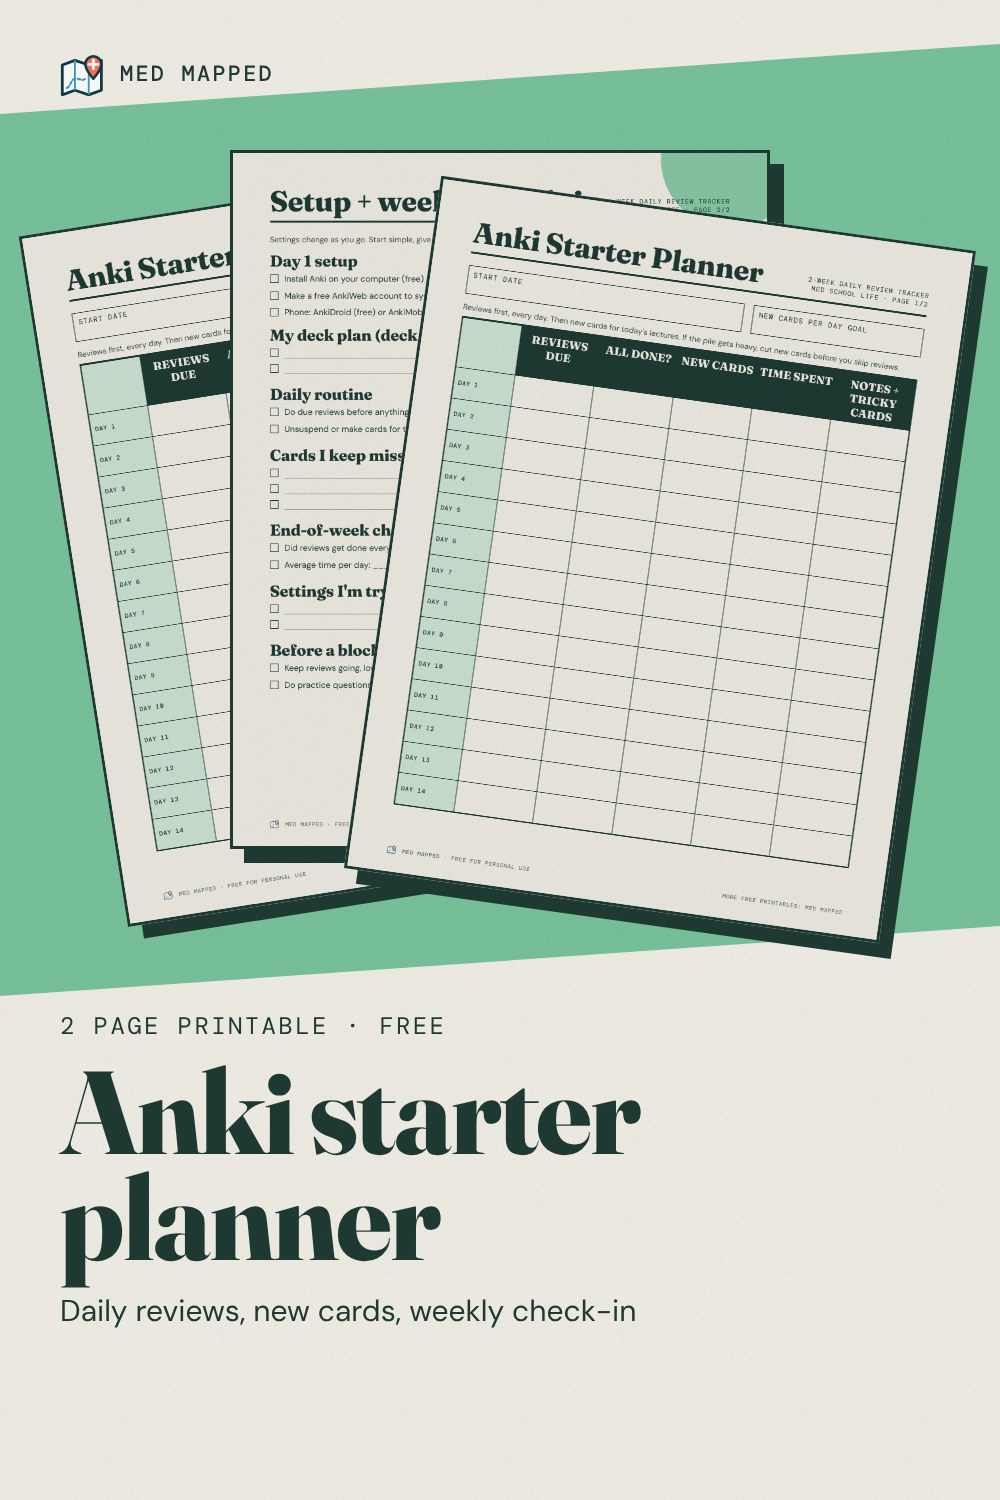 MED MAPPED
Anki Starter
START DATE
Reviews first, every day. Then new cards fo
REVIEWS
DUE
DAY 1
DAY 2
DAY 3
DAY 4
DAY 5
DAY 6
DAY 7
DAY 8
DAY 9
DAY 10
DAY 11
DAY 12
DAY 13
DAY 14
MED MAPPED · FREE FOR PERSONAL USE
Setup + week
WEEK DAILY REVIEW TRACKER
PAGE 2/2
Settings change as you go. Start simple, give
Day 1 setup
Install Anki on your computer (free)
Make a free AnkiWeb account to sy
Phone: AnkiDroid (free) or AnkiMob
My deck plan (deck
Daily routine
Do due reviews before anything
Unsuspend or make cards for t
Cards I keep miss
End-of-week ch
Did reviews get done every
Average time per day: __
Settings I'm try
Before a block
Keep reviews going, lo
Do practice questions
MED MAPPED · FREE
Anki Starter Planner
2-WEEK DAILY REVIEW TRACKER
MED SCHOOL LIFE · PAGE 1/2
START DATE
NEW CARDS PER DAY GOAL
Reviews first, every day. Then new cards for today's lectures. If the pile gets heavy, cut new cards before you skip reviews.
REVIEWS
DUE
ALL DONE?
NEW CARDS
TIME SPENT
NOTES +
TRICKY
CARDS
DAY 1
DAY 2
DAY 3
DAY 4
DAY 5
DAY 6
DAY 7
DAY 8
DAY 9
DAY 10
DAY 11
DAY 12
DAY 13
DAY 14
MED MAPPED · FREE FOR PERSONAL USE
MORE FREE PRINTABLES: MED MAPPED
2 PAGE PRINTABLE · FREE
Anki starter
planner
Daily reviews, new cards, weekly check-in